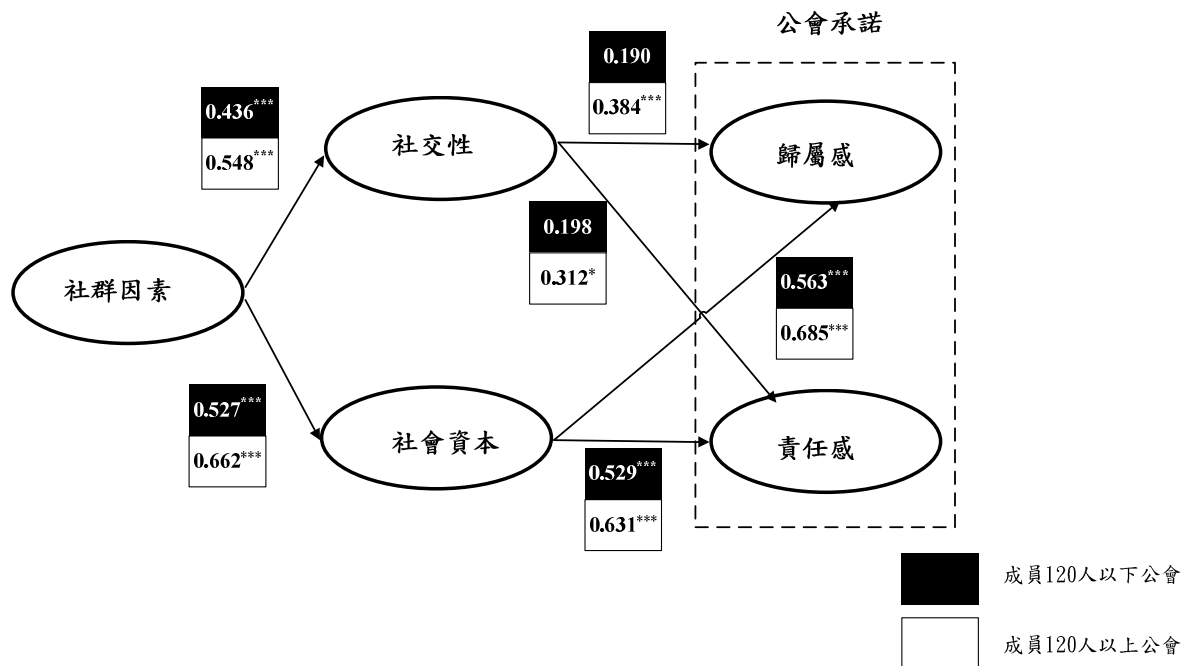 公會承諾
0.190
0.384***
0.436***
0.548***
社交性
歸屬感
0.198
0.312*
社群因素
0.563***
0.685***
0.527***
0.662***
社會資本
責任感
0.529***
0.631***
成員120人以下公會
成員120人以上公會